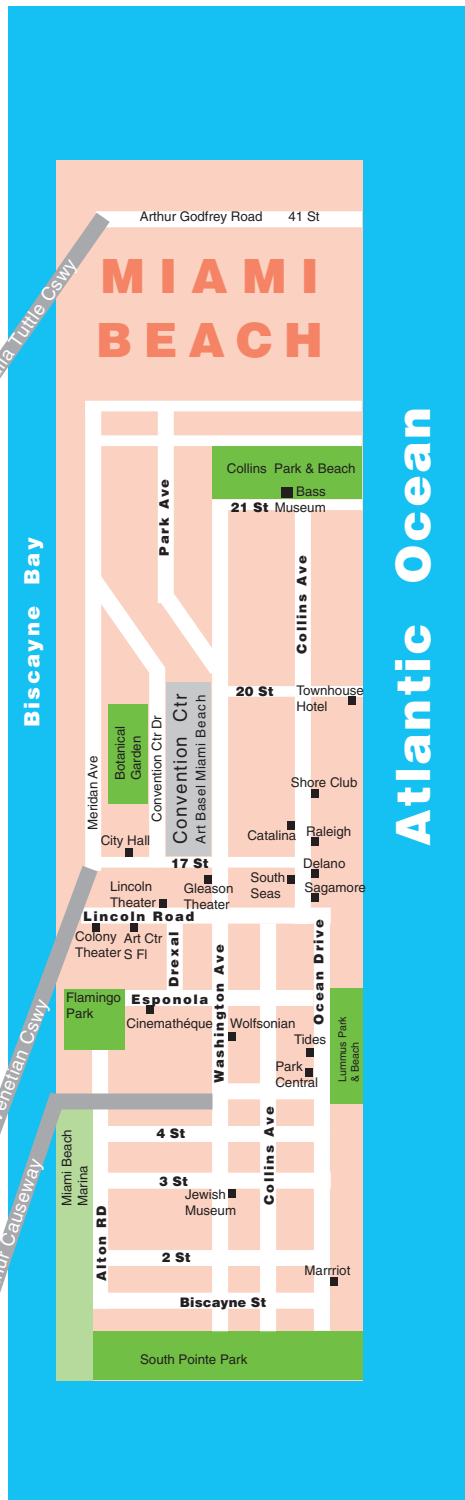 Arthur Godfrey Road 41 St
MIAMI
BEACH
Tuttle Cswy
Atlantic Ocean
Biscayne Bay
Collins Park & Beach
Bass
Museum
21 St
Park Ave
Collins Ave
20 St
Townhouse
Hotel
Botanical
Garden
Convention Ctr Dr
Convention Ctr
Art Basel Miami Beach
Meridan Ave
Shore Club
Catalina
Raleigh
City Hall
17 St
Delano
Lincoln
Theater
Gleason
Theater
South
Seas
Sagamore
Lincoln Road
Colony
Theater
Art Ctr
S Fl
Drexal
Washington Ave
Ocean Drive
Flamingo
Park
Esponola
Cinemathéque
Wolfsonian
Tides
Park
Central
Lummus Park
& Beach
Cswy
Causeway
Miami Beach
Marina
4 St
Collins Ave
3 St
Jewish
Museum
Alton RD
2 St
Marrriot
Biscayne St
South Pointe Park